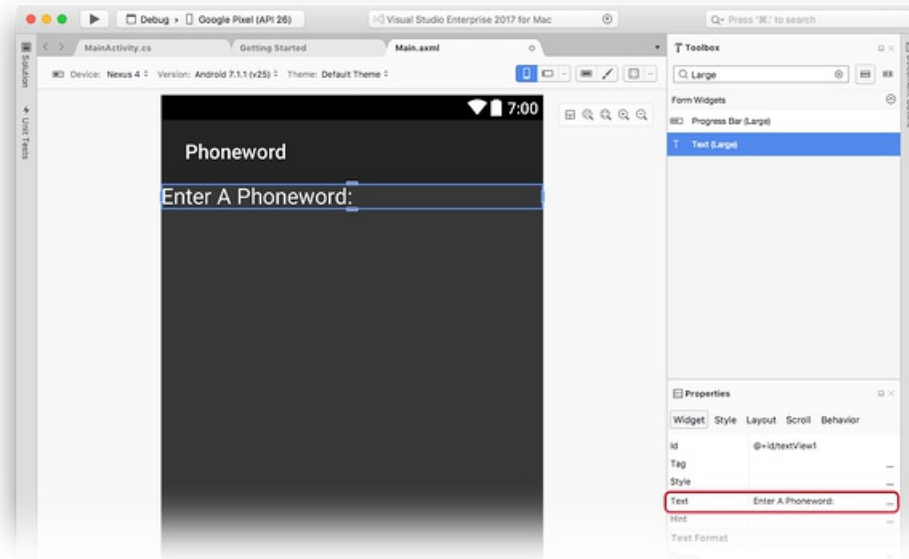 Debug > Google Pixel (API 26)
Visual Studio Enterprise 2017 for Mac
Press '⌘.' to search
Solution
Unit Tests
MainActivity.cs
Getting Started
Main.axml
Device: Nexus 4
Version: Android 7.1.1 (v25)
Theme: Default Theme
7:00
Phoneword
Enter A Phoneword:
Toolbox
Large
Form Widgets
Progress Bar (Large)
T Text (Large)
Properties
Widget Style Layout Scroll Behavior
Id @+id/textView1
Tag
Style
Text Enter A Phoneword:
Hint
Text Format